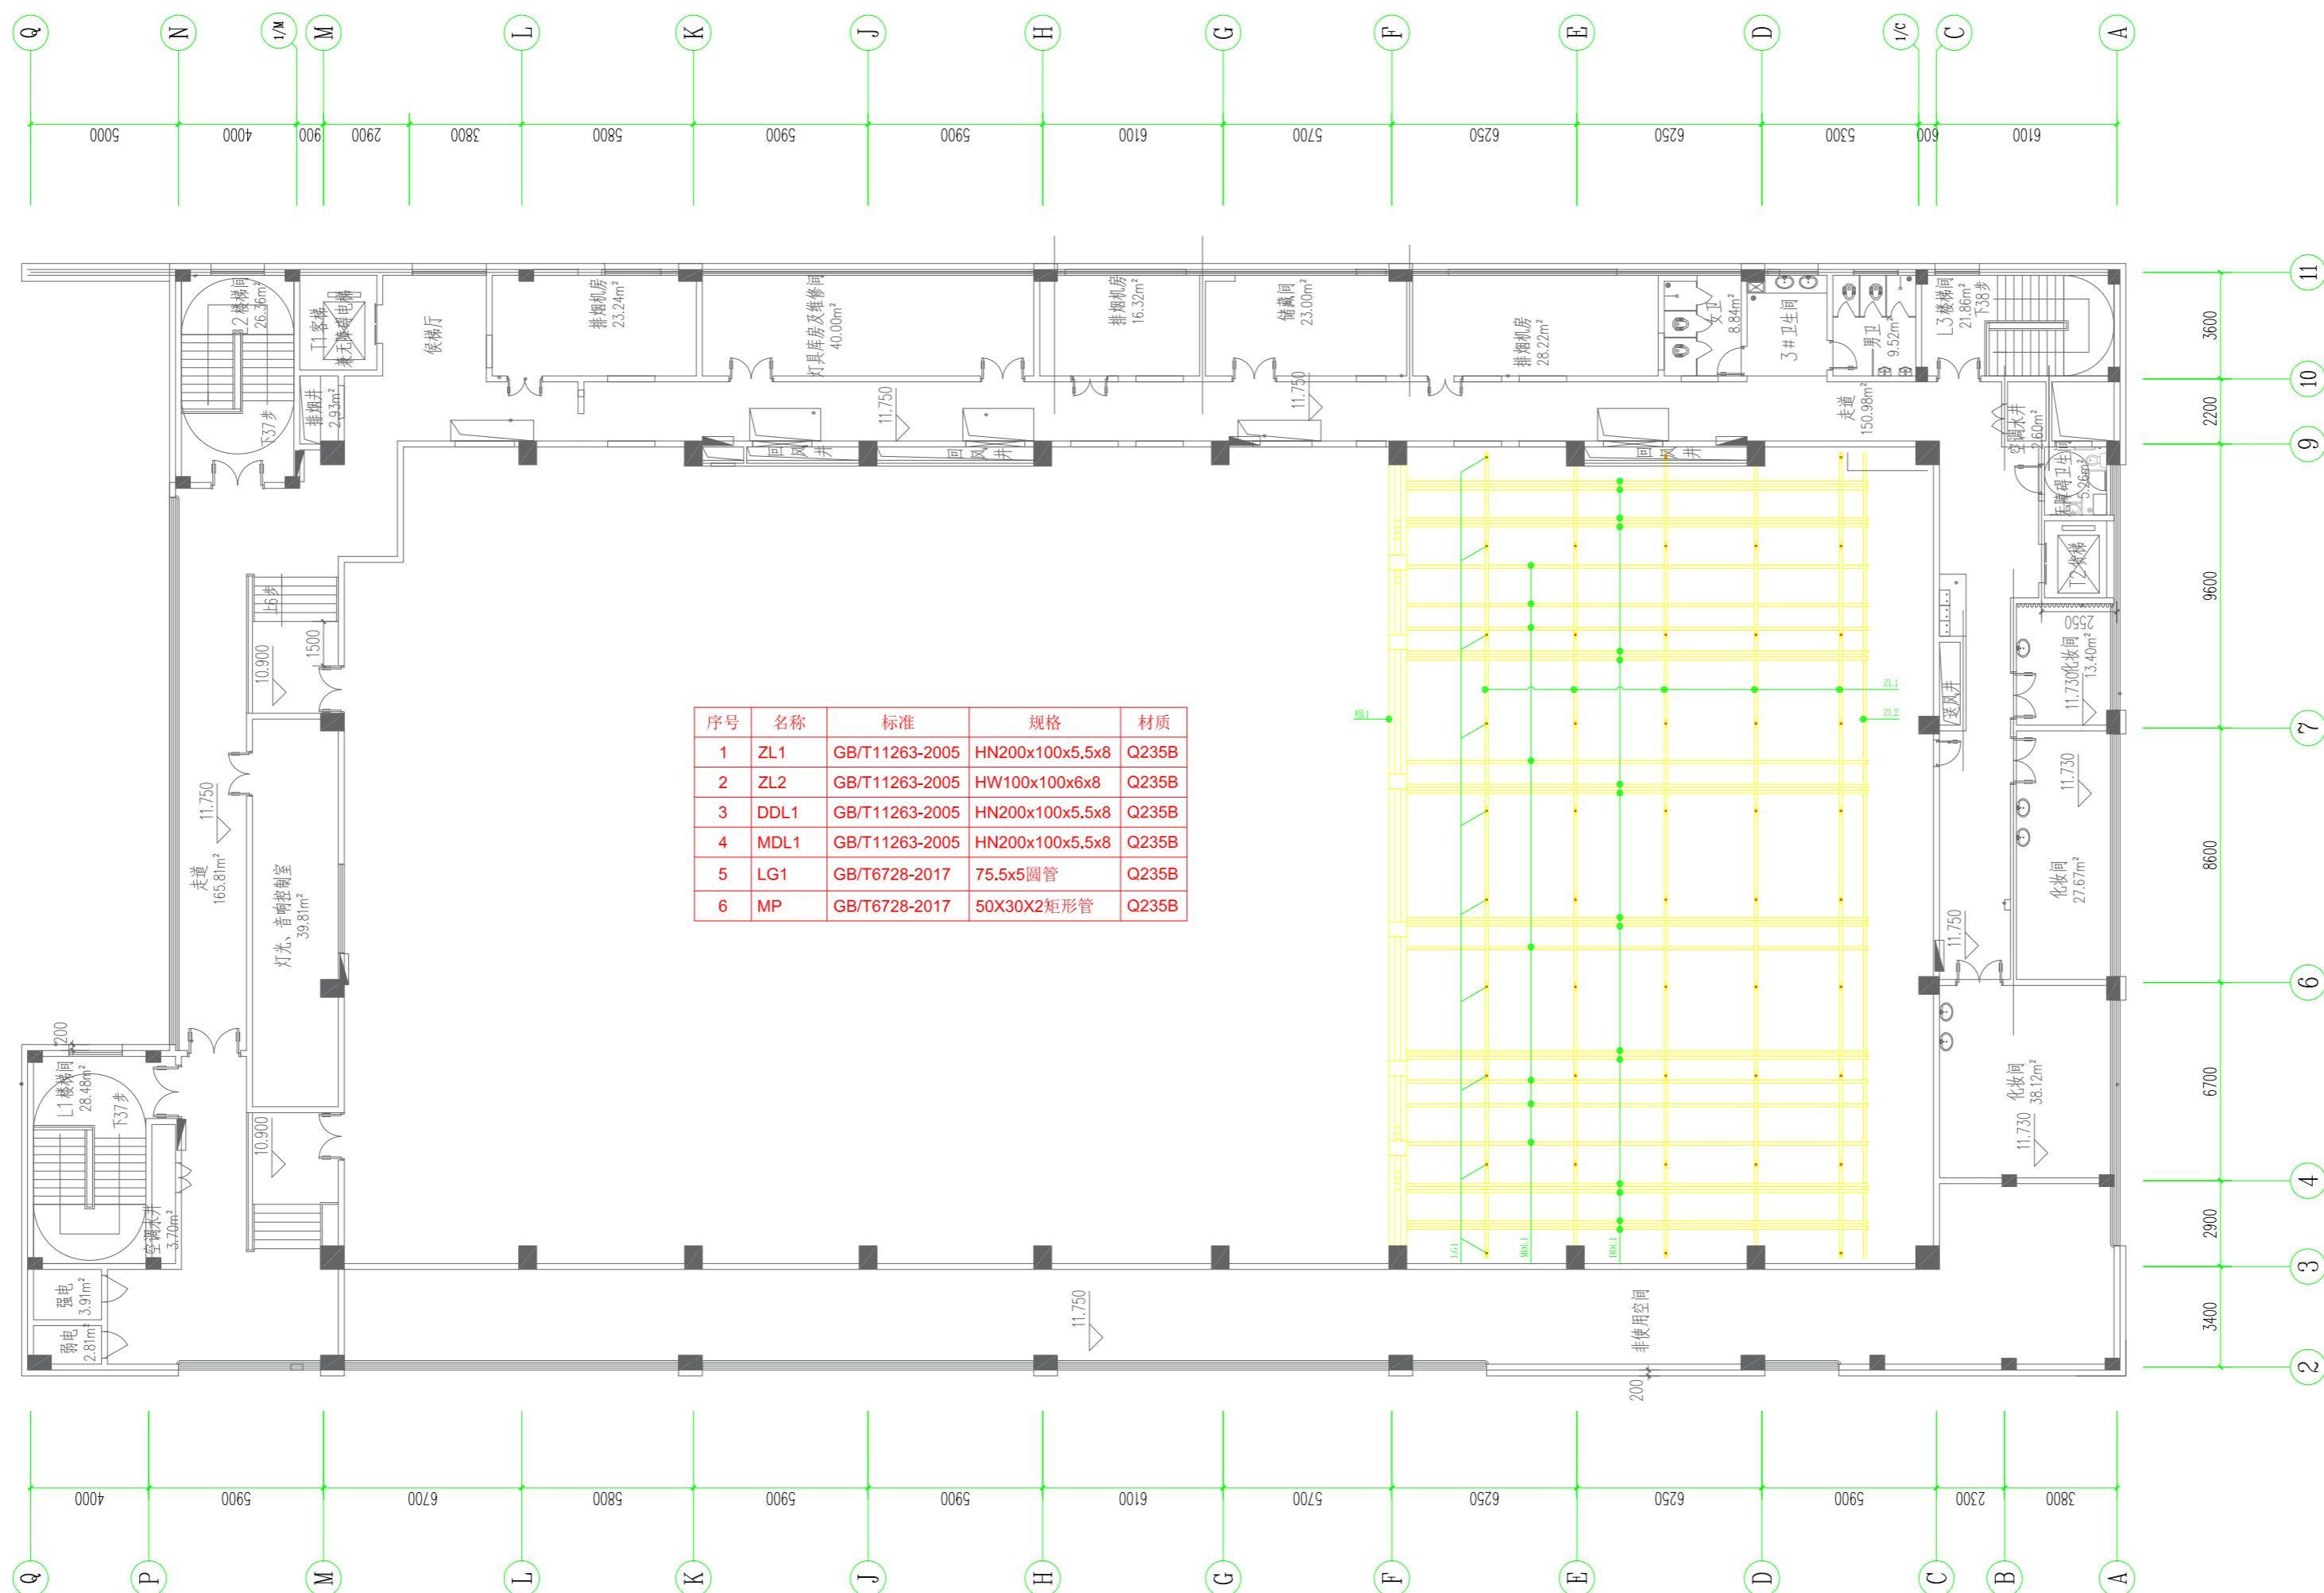 Q
N
1/M
M
L
K
J
H
G
F
E
D
1/C
C
A
5000
4000
900
2900
3800
5800
5900
5900
6100
5700
6250
6250
5300
600
6100
L2楼梯间
26.36m²
下37步
T1客梯
兼无障碍电梯
排烟井
2.93m²
候梯厅
排烟机房
23.24m²
灯具库房及维修间
40.00m²
排烟机房
16.32m²
储藏间
23.00m²
排烟机房
28.22m²
女卫
8.84m²
3#卫生间
男卫
9.52m²
L3楼梯间
21.86m²
下38步
11.750
11.750
走道
150.98m²
回风井
回风井
回风井
空调水井
2.60m²
无障碍卫生间
5.26m²
T2货梯
2550
化妆间
13.40m²
11.730
送风井
11.730
化妆间
27.67m²
11.750
化妆间
38.12m²
11.730
上6步
1500
10.900
11.750
走道
165.81m²
灯光、音响控制室
39.81m²
10.900
200
L1楼梯间
28.48m²
下37步
空调水井
3.70m²
强电
3.91m²
弱电
2.81m²
11.750
非使用空间
200
ZL1
ZL2
LG1
MDL1
DDL1
序号 名称 标准 规格 材质
1 ZL1 GB/T11263-2005 HN200x100x5.5x8 Q235B
2 ZL2 GB/T11263-2005 HW100x100x6x8 Q235B
3 DDL1 GB/T11263-2005 HN200x100x5.5x8 Q235B
4 MDL1 GB/T11263-2005 HN200x100x5.5x8 Q235B
5 LG1 GB/T6728-2017 75.5x5圆管 Q235B
6 MP GB/T6728-2017 50X30X2矩形管 Q235B
11
10
9
7
6
4
3
2
3600
2200
9600
8600
6700
2900
3400
4000
5900
6700
5800
5900
5900
6100
5700
6250
6250
5900
2300
3800
Q
P
M
L
K
J
H
G
F
E
D
C
B
A